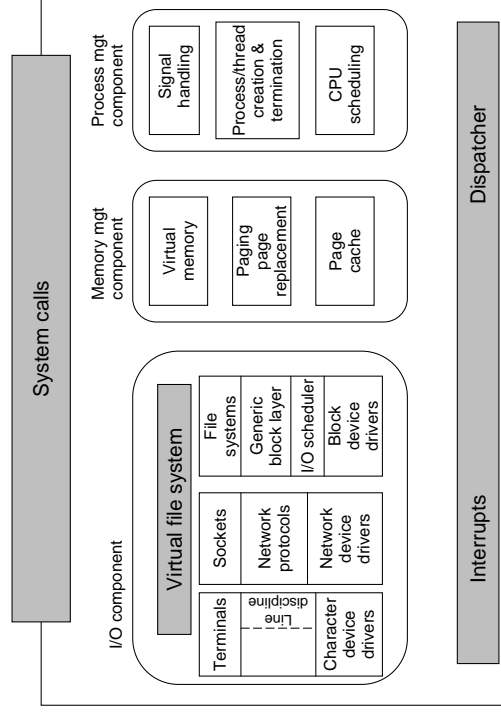 System calls
I/O component
Memory mgt
component
Process mgt
component
Virtual file system
Terminals
Line
discipline
Character
device
drivers
Sockets
Network
protocols
Network
device
drivers
File
systems
Generic
block layer
I/O scheduler
Block
device
drivers
Virtual
memory
Paging
page
replacement
Page
cache
Signal
handling
Process/thread
creation &
termination
CPU
scheduling
Interrupts
Dispatcher